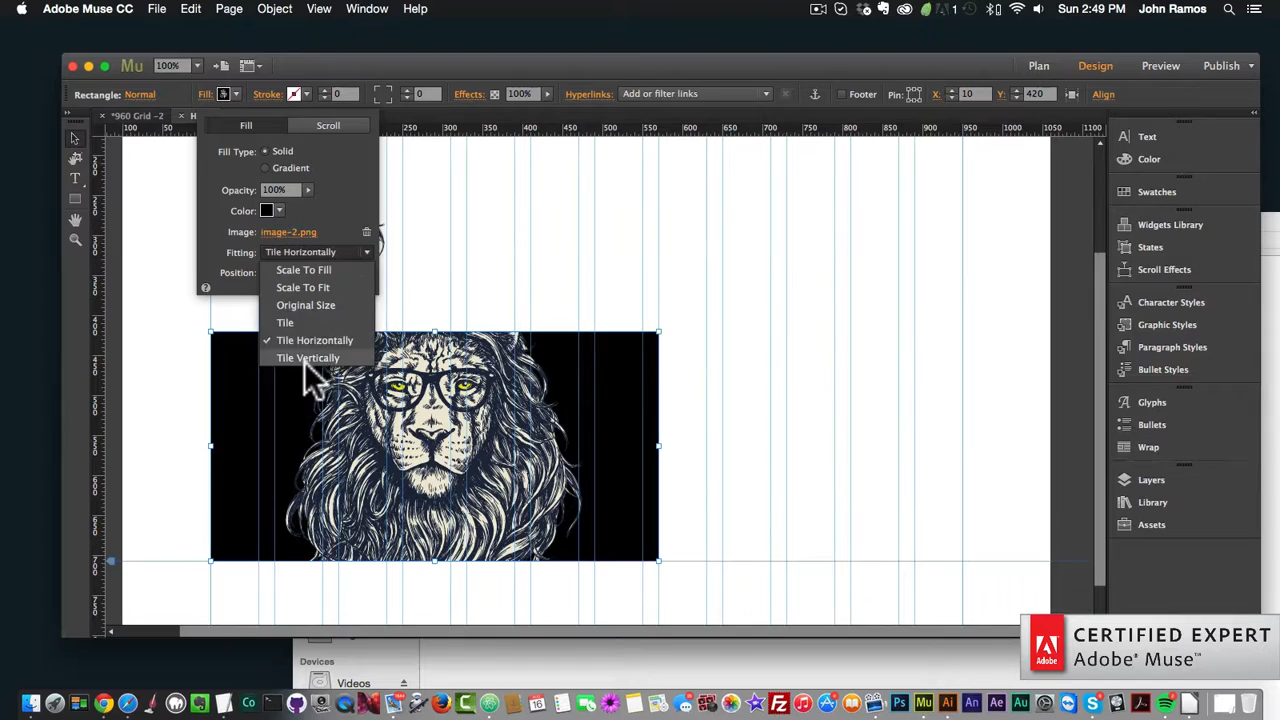 Adobe Muse CC File Edit Page Object View Window Help 1 Sun 2:49 PM John Ramos
Mu 100% Plan Design Preview Publish
Rectangle: Normal Fill: Stroke: 0 0 Effects: 100% Hyperlinks: Add or filter links Footer Pin: X: 10 Y: 420 Align
*960 Grid -2 H
Fill Scroll
100 50 250 300 350 400 450 500 550 600 650 700 750 800 850 900 950 1000 1050 1100
Fill Type: Solid
Gradient
Opacity: 100%
Color:
Image: image-2.png
Fitting: Tile Horizontally
Position:
Scale To Fill
Scale To Fit
Original Size
Tile
Tile Horizontally
Tile Vertically
Text
Color
Swatches
Widgets Library
States
Scroll Effects
Character Styles
Graphic Styles
Paragraph Styles
Bullet Styles
Glyphs
Bullets
Wrap
Layers
Library
Assets
CERTIFIED EXPERT
Adobe® Muse™
Adobe
Devices
Videos